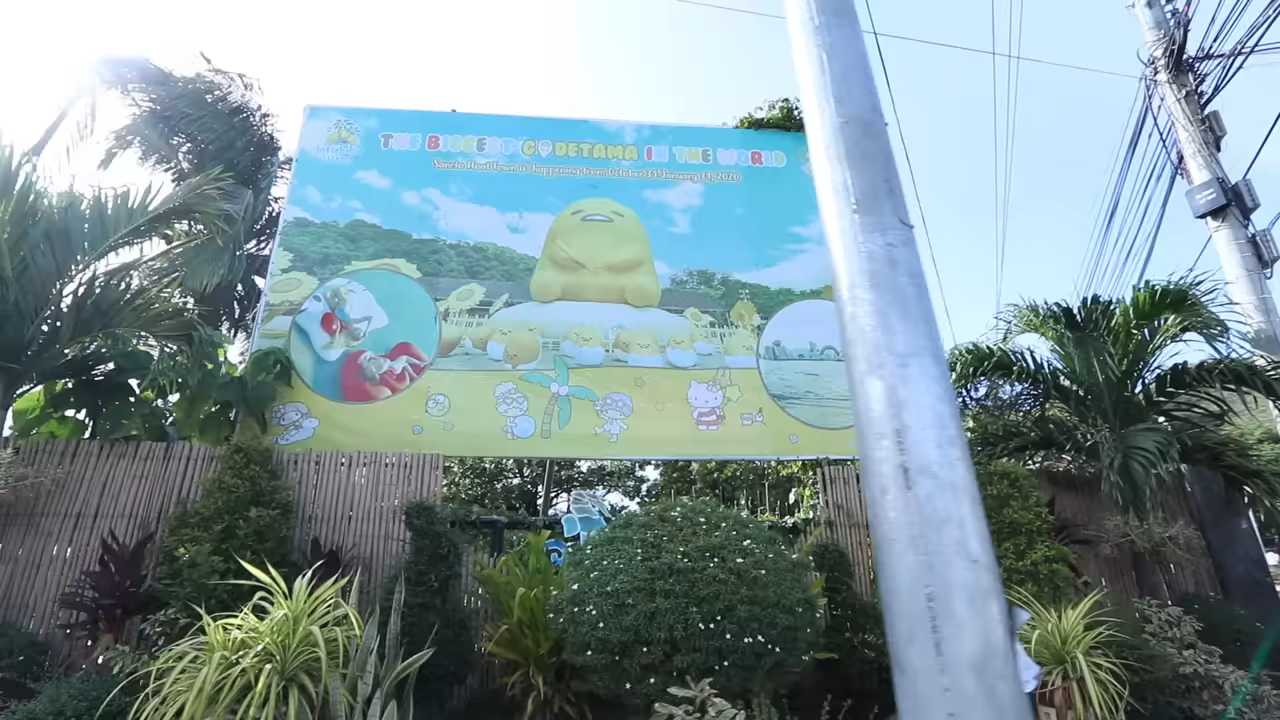 THE BIGGEST GUDETAMA IN THE WORLD
Sanrio Float Town is happening from October 31-January 31, 2020